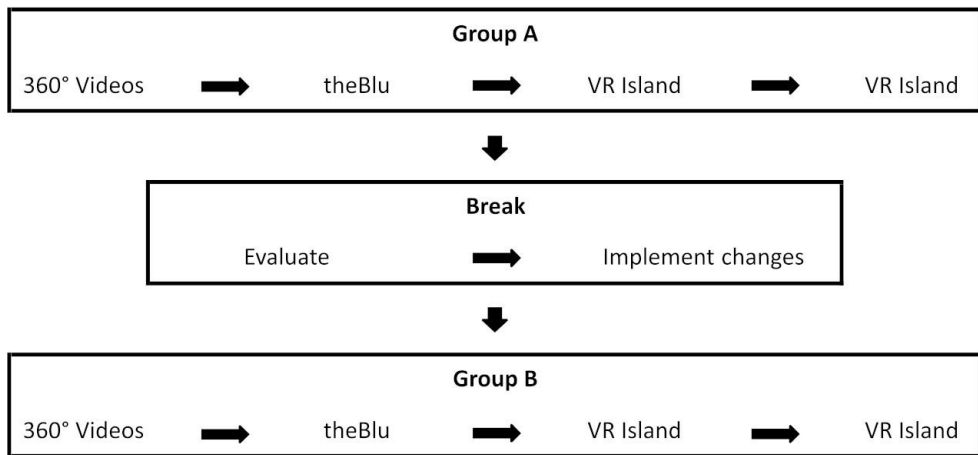 Group A
360° Videos theBlu VR Island VR Island
Break
Evaluate Implement changes
Group B
360° Videos theBlu VR Island VR Island